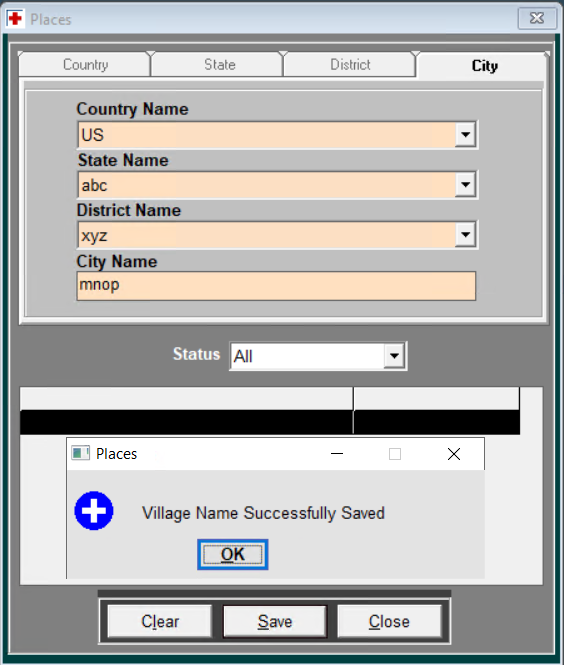 Places
Country State District City
Country Name
US
State Name
abc
District Name
xyz
City Name
mnop
Status All
Places
Village Name Successfully Saved
OK
Clear Save Close